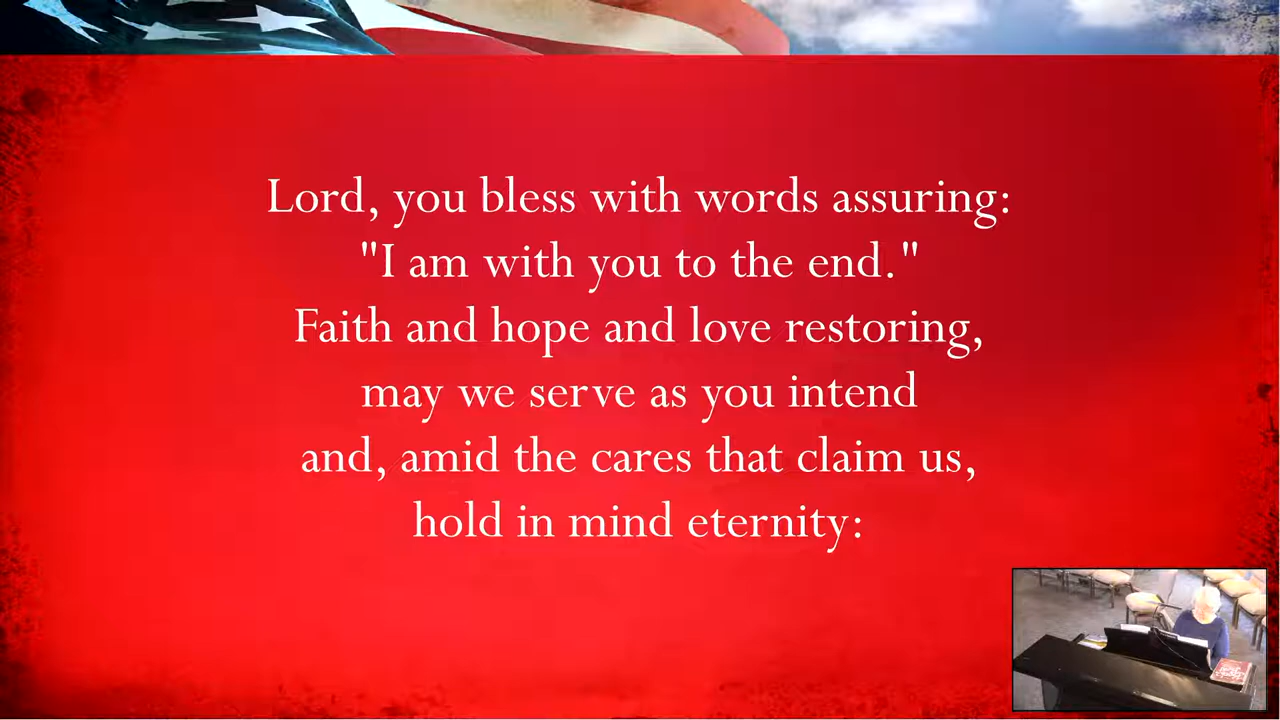 Lord, you bless with words assuring:
"I am with you to the end."
Faith and hope and love restoring,
may we serve as you intend
and, amid the cares that claim us,
hold in mind eternity: